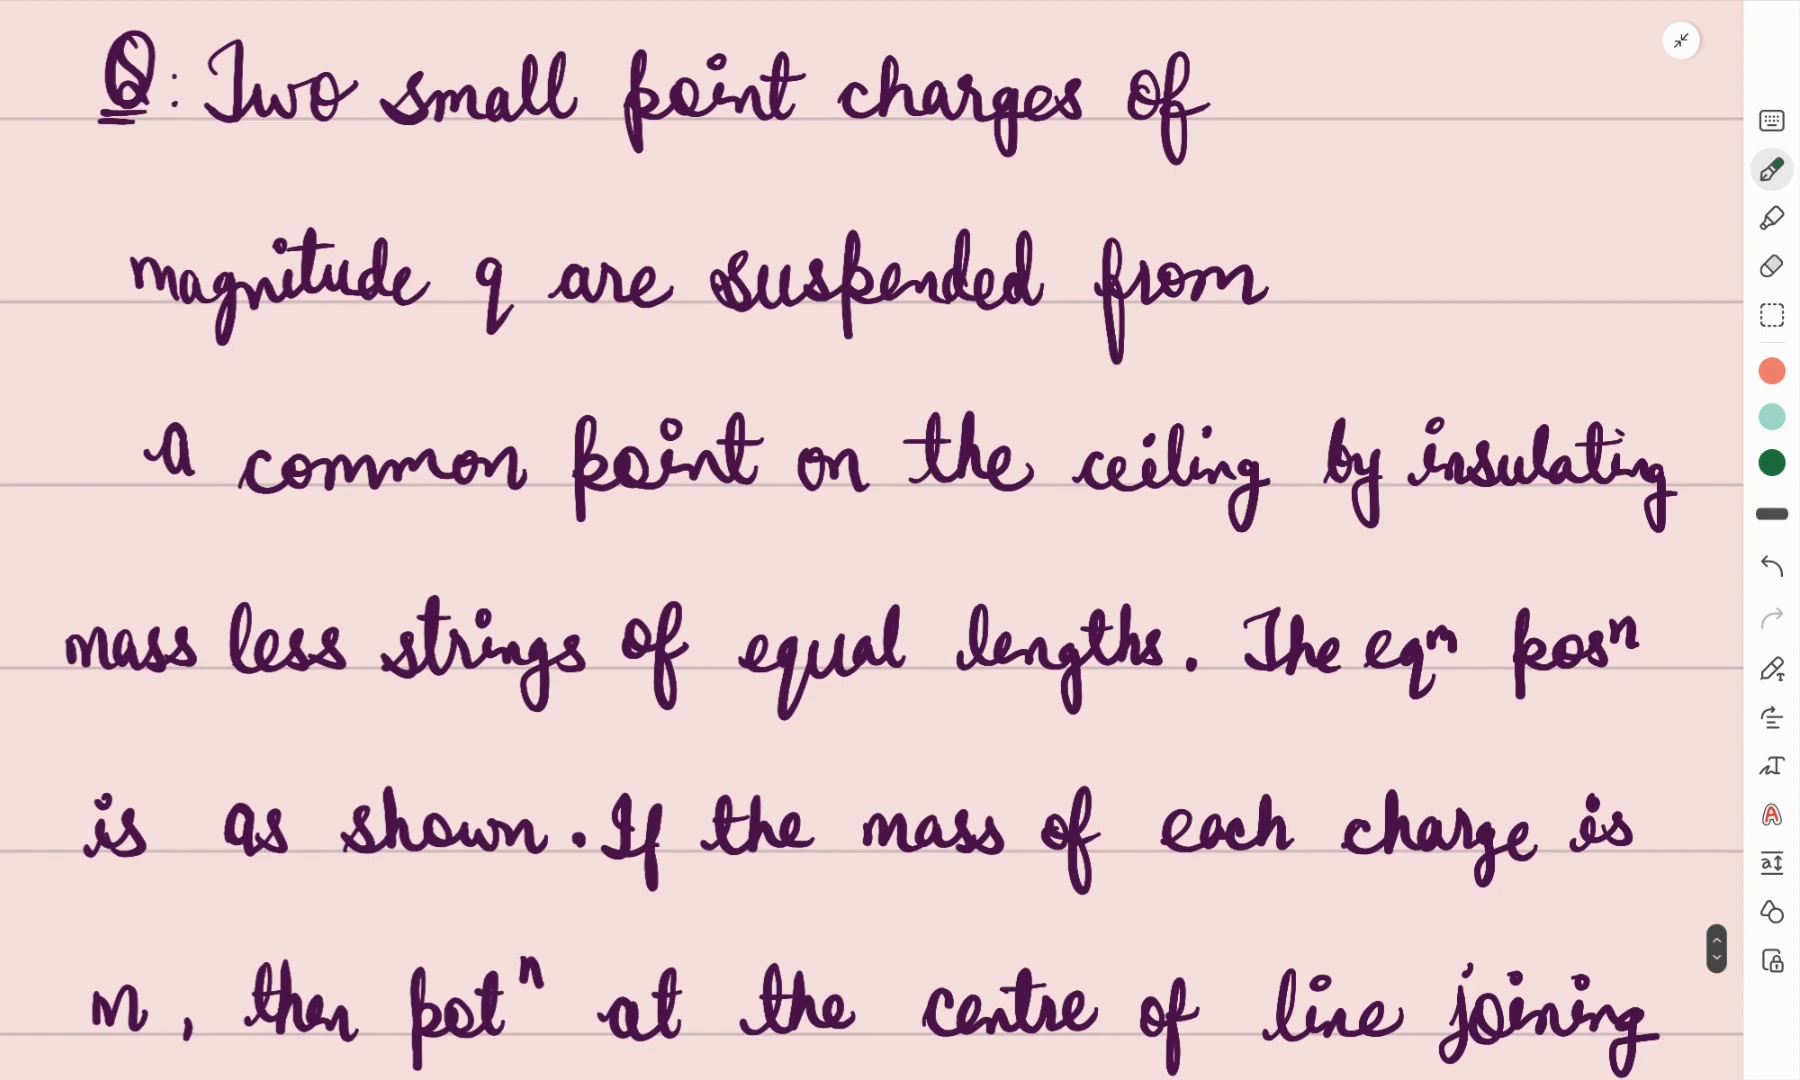 Q: Two small point charges of
magnitude q are suspended from
a common point on the ceiling by insulating
mass less strings of equal lengths. The eqᵐ posⁿ
is as shown. If the mass of each charge is
m, then potⁿ at the centre of line joining